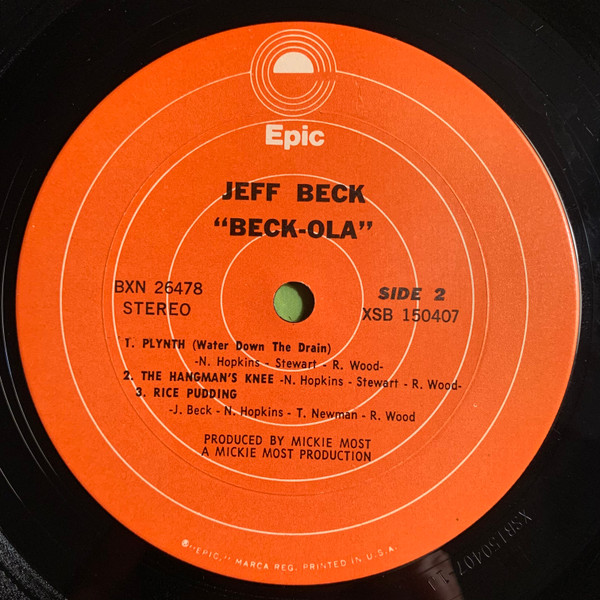 Epic
JEFF BECK
“BECK-OLA”
BXN 26478
STEREO
SIDE 2
XSB 150407
1. PLYNTH (Water Down The Drain)
-N. Hopkins - Stewart - R. Wood-
2. THE HANGMAN'S KNEE -N. Hopkins - Stewart - R. Wood-
3. RICE PUDDING
-J. Beck - N. Hopkins - T. Newman - R. Wood
PRODUCED BY MICKIE MOST
A MICKIE MOST PRODUCTION
®“EPIC,” MARCA REG. PRINTED IN U.S.A.
XSB150407